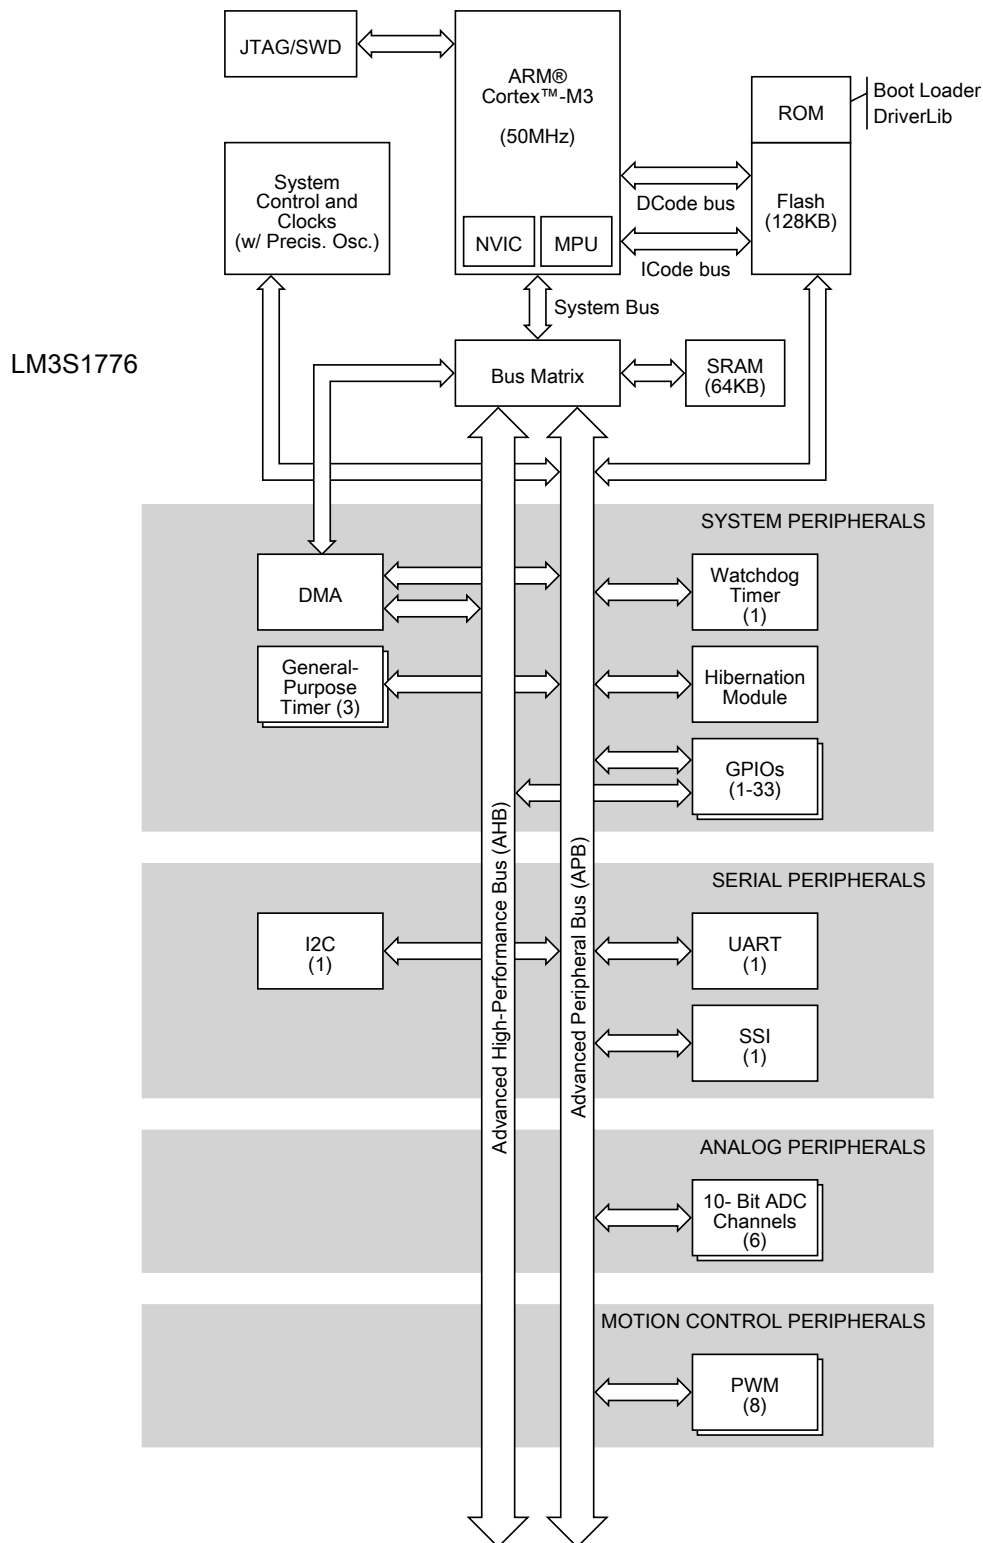 JTAG/SWD
ARM®
Cortex™-M3
(50MHz)
NVIC
MPU
ROM
Boot Loader
DriverLib
Flash
(128KB)
DCode bus
ICode bus
System
Control and
Clocks
(w/ Precis. Osc.)
System Bus
LM3S1776
Bus Matrix
SRAM
(64KB)
SYSTEM PERIPHERALS
DMA
Watchdog
Timer
(1)
General-
Purpose
Timer (3)
Hibernation
Module
GPIOs
(1-33)
Advanced High-Performance Bus (AHB)
Advanced Peripheral Bus (APB)
SERIAL PERIPHERALS
I2C
(1)
UART
(1)
SSI
(1)
ANALOG PERIPHERALS
10- Bit ADC
Channels
(6)
MOTION CONTROL PERIPHERALS
PWM
(8)